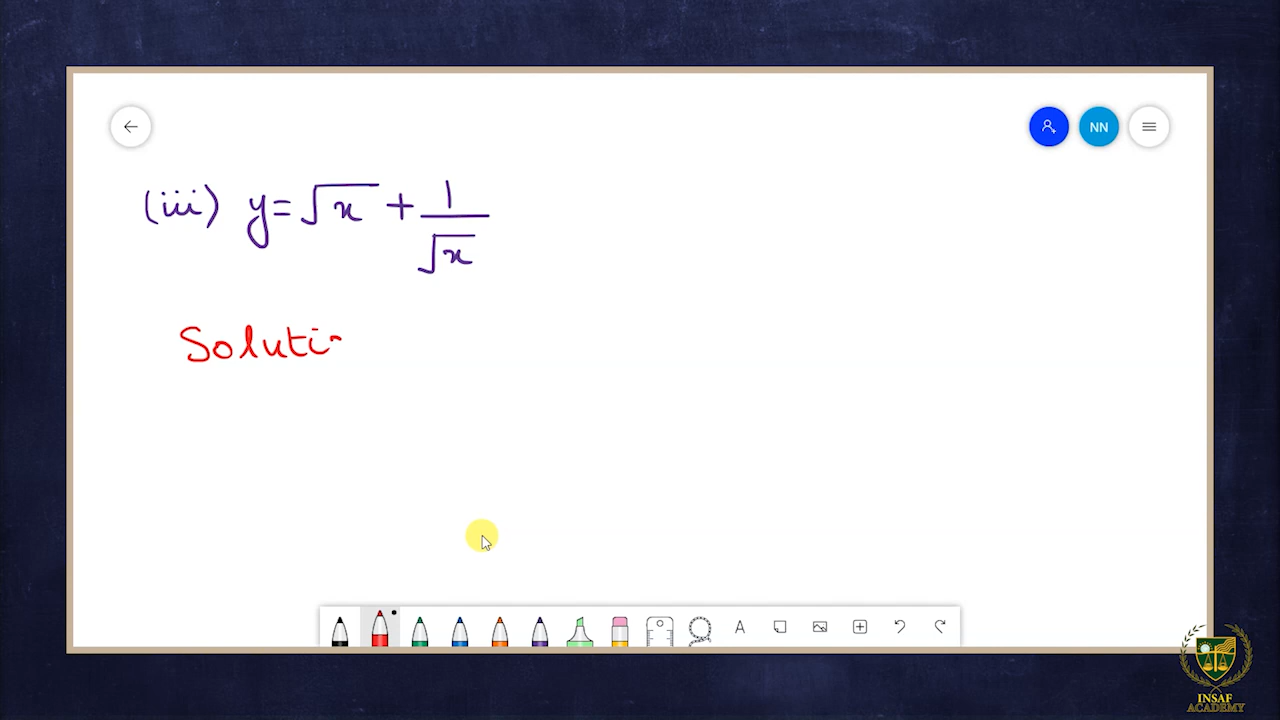 NN
(iii) y = √x + 1/√x
Soluti
A
INSAF
ACADEMY